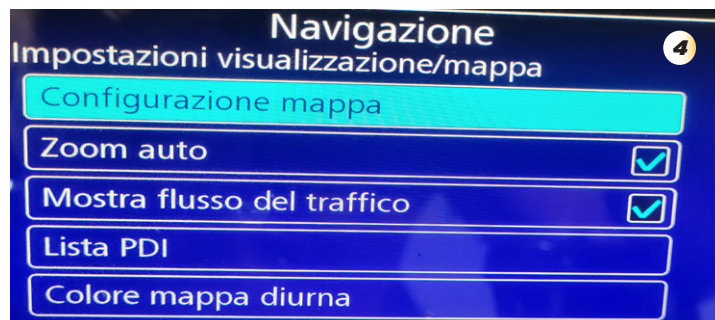 Navigazione
4
Impostazioni visualizzazione/mappa
Configurazione mappa
Zoom auto
Mostra flusso del traffico
Lista PDI
Colore mappa diurna